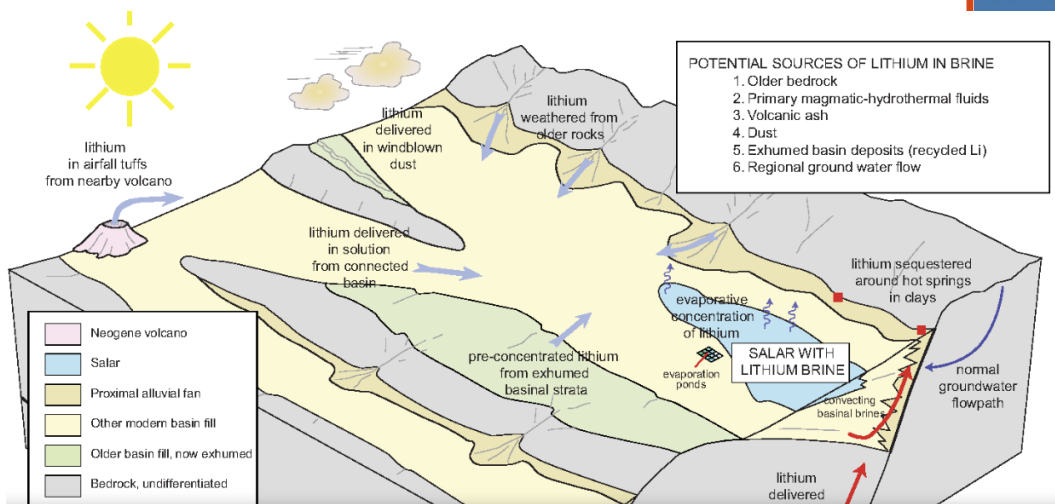 POTENTIAL SOURCES OF LITHIUM IN BRINE
1. Older bedrock
2. Primary magmatic-hydrothermal fluids
3. Volcanic ash
4. Dust
5. Exhumed basin deposits (recycled Li)
6. Regional ground water flow
lithium
in airfall tuffs
from nearby volcano
lithium
delivered
in windblown
dust
lithium
weathered from
older rocks
lithium delivered
in solution
from connected
basin
lithium sequestered
around hot springs
in clays
evaporative
concentration
of lithium
pre-concentrated lithium
from exhumed
basinal strata
evaporation
ponds
SALAR WITH
LITHIUM BRINE
convecting
basinal brines
normal
groundwater
flowpath
lithium
delivered
Neogene volcano
Salar
Proximal alluvial fan
Other modern basin fill
Older basin fill, now exhumed
Bedrock, undifferentiated